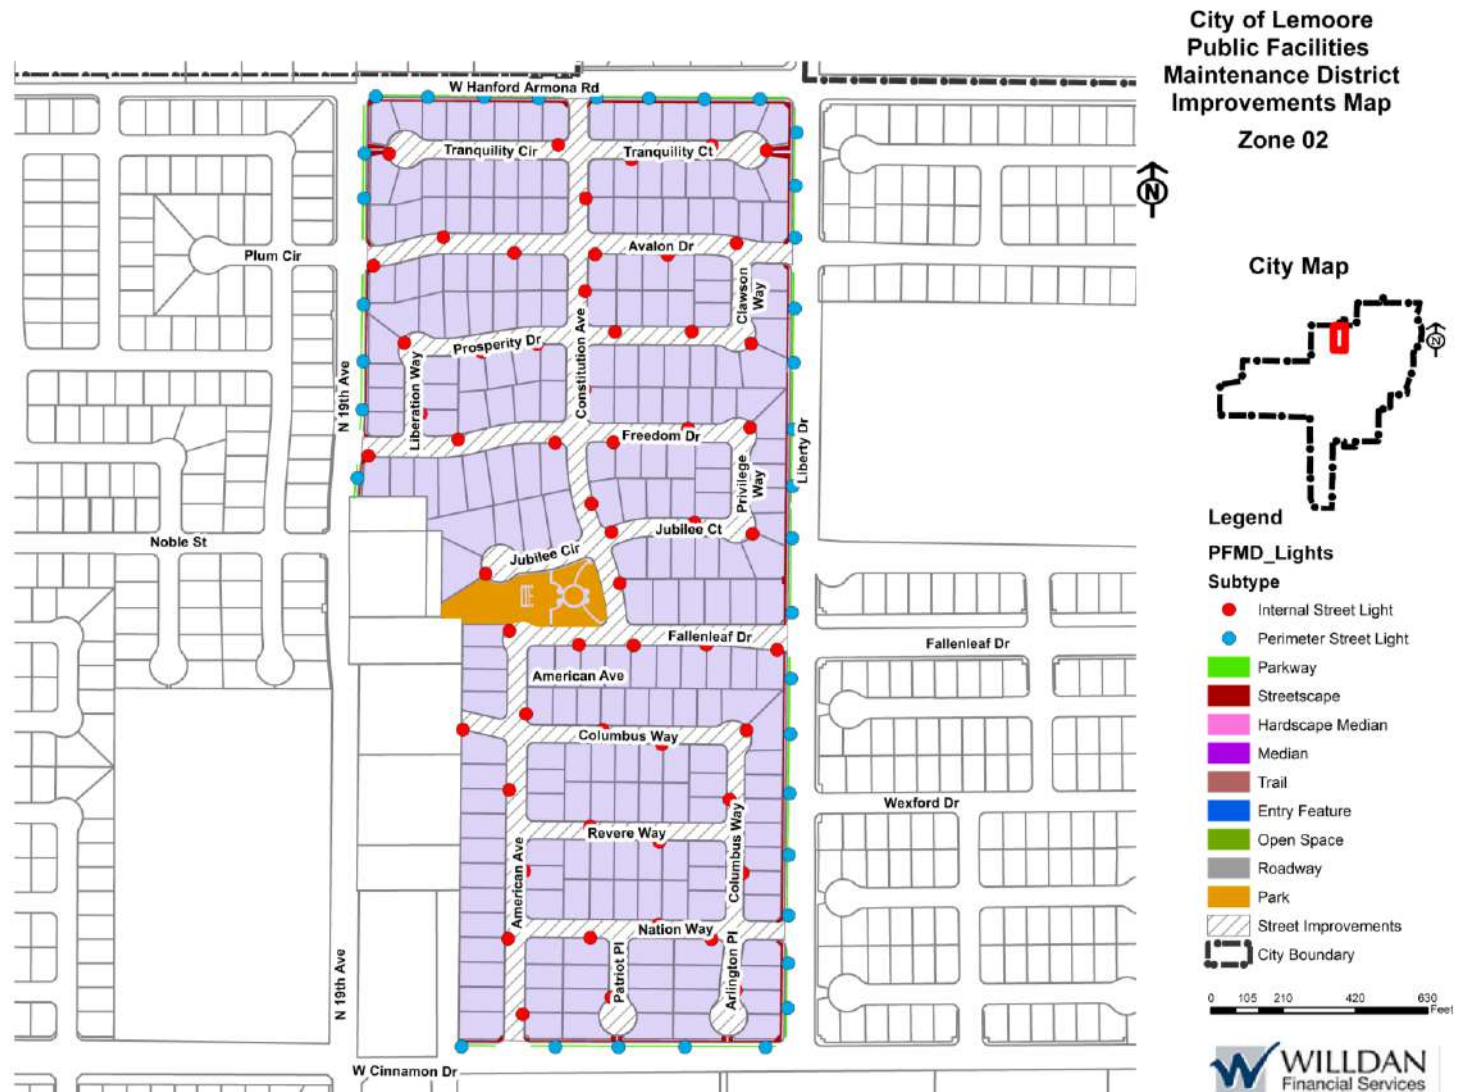 City of Lemoore
Public Facilities
Maintenance District
Improvements Map
Zone 02
N
W Hanford Armona Rd
Tranquility Cir
Tranquility Ct
Plum Cir
Avalon Dr
Clawson
Way
Prosperity Dr
Constitution Ave
Liberation Way
N 19th Ave
Freedom Dr
Liberty Dr
Privilege
Way
Jubilee Ct
Jubilee Cir
Noble St
Fallenleaf Dr
Fallenleaf Dr
American Ave
Columbus Way
Wexford Dr
Revere Way
Columbus Way
American Ave
Nation Way
Patriot Pl
Arlington Pl
N 19th Ave
W Cinnamon Dr
City Map
N
Legend
PFMD_Lights
Subtype
Internal Street Light
Perimeter Street Light
Parkway
Streetscape
Hardscape Median
Median
Trail
Entry Feature
Open Space
Roadway
Park
Street Improvements
City Boundary
0 105 210 420 630
Feet
WILLDAN
Financial Services